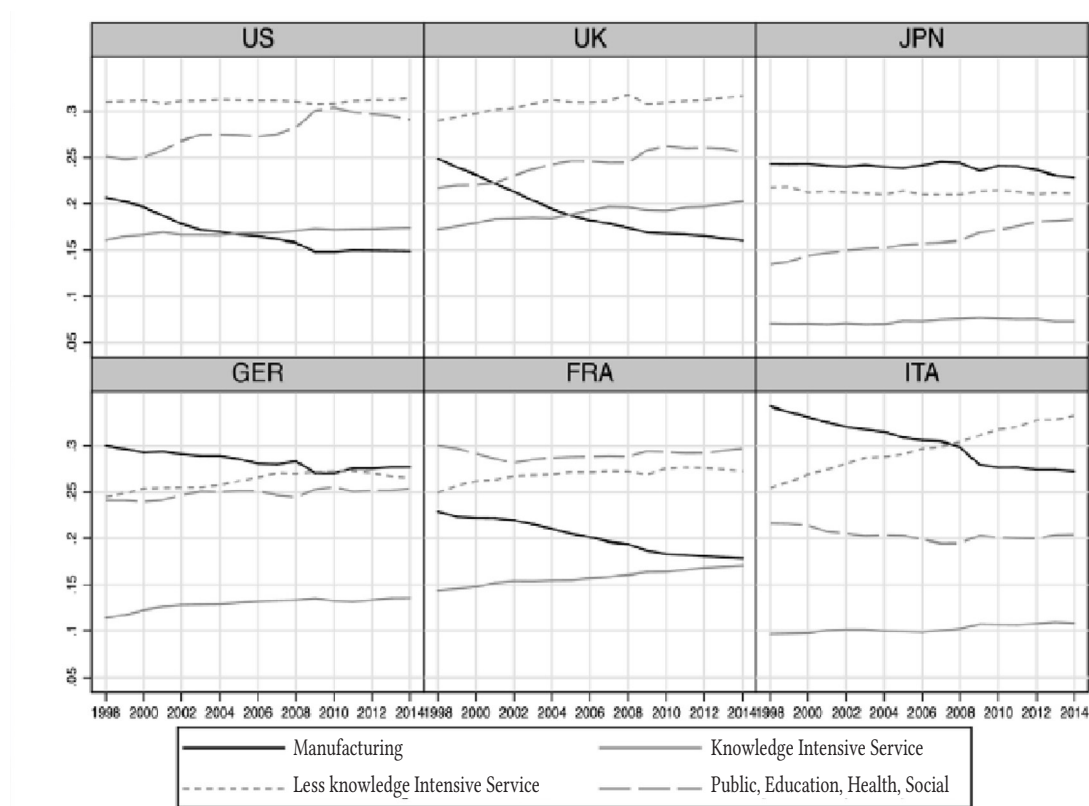 US UK JPN
.3
.25
.2
.15
.1
.05
GER FRA ITA
.3
.25
.2
.15
.1
.05
1998 2000 2002 2004 2006 2008 2010 2012 2014 1998 2000 2002 2004 2006 2008 2010 2012 2014 1998 2000 2002 2004 2006 2008 2010 2012 2014
Manufacturing Knowledge Intensive Service
Less knowledge Intensive Service Public, Education, Health, Social